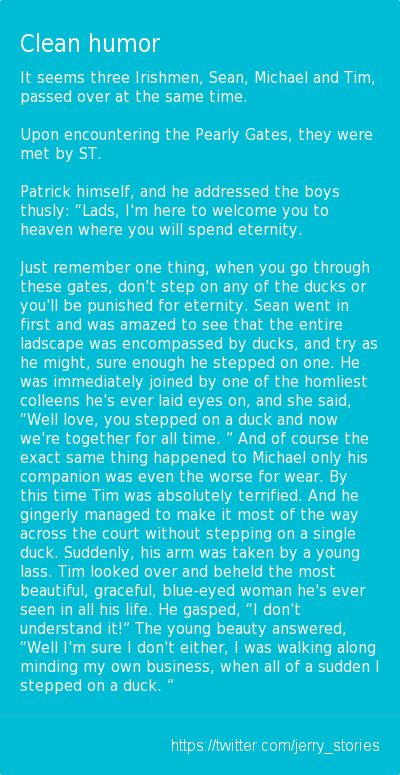 Clean humor
It seems three Irishmen, Sean, Michael and Tim,
passed over at the same time.
Upon encountering the Pearly Gates, they were
met by ST.
Patrick himself, and he addressed the boys
thusly: “Lads, I'm here to welcome you to
heaven where you will spend eternity.
Just remember one thing, when you go through
these gates, don't step on any of the ducks or
you'll be punished for eternity. Sean went in
first and was amazed to see that the entire
ladscape was encompassed by ducks, and try as
he might, sure enough he stepped on one. He
was immediately joined by one of the homliest
colleens he's ever laid eyes on, and she said,
“Well love, you stepped on a duck and now
we're together for all time. ” And of course the
exact same thing happened to Michael only his
companion was even the worse for wear. By
this time Tim was absolutely terrified. And he
gingerly managed to make it most of the way
across the court without stepping on a single
duck. Suddenly, his arm was taken by a young
lass. Tim looked over and beheld the most
beautiful, graceful, blue-eyed woman he's ever
seen in all his life. He gasped, “I don't
understand it!” The young beauty answered,
“Well I'm sure I don't either, I was walking along
minding my own business, when all of a sudden I
stepped on a duck. ”
https://twitter.com/jerry_stories